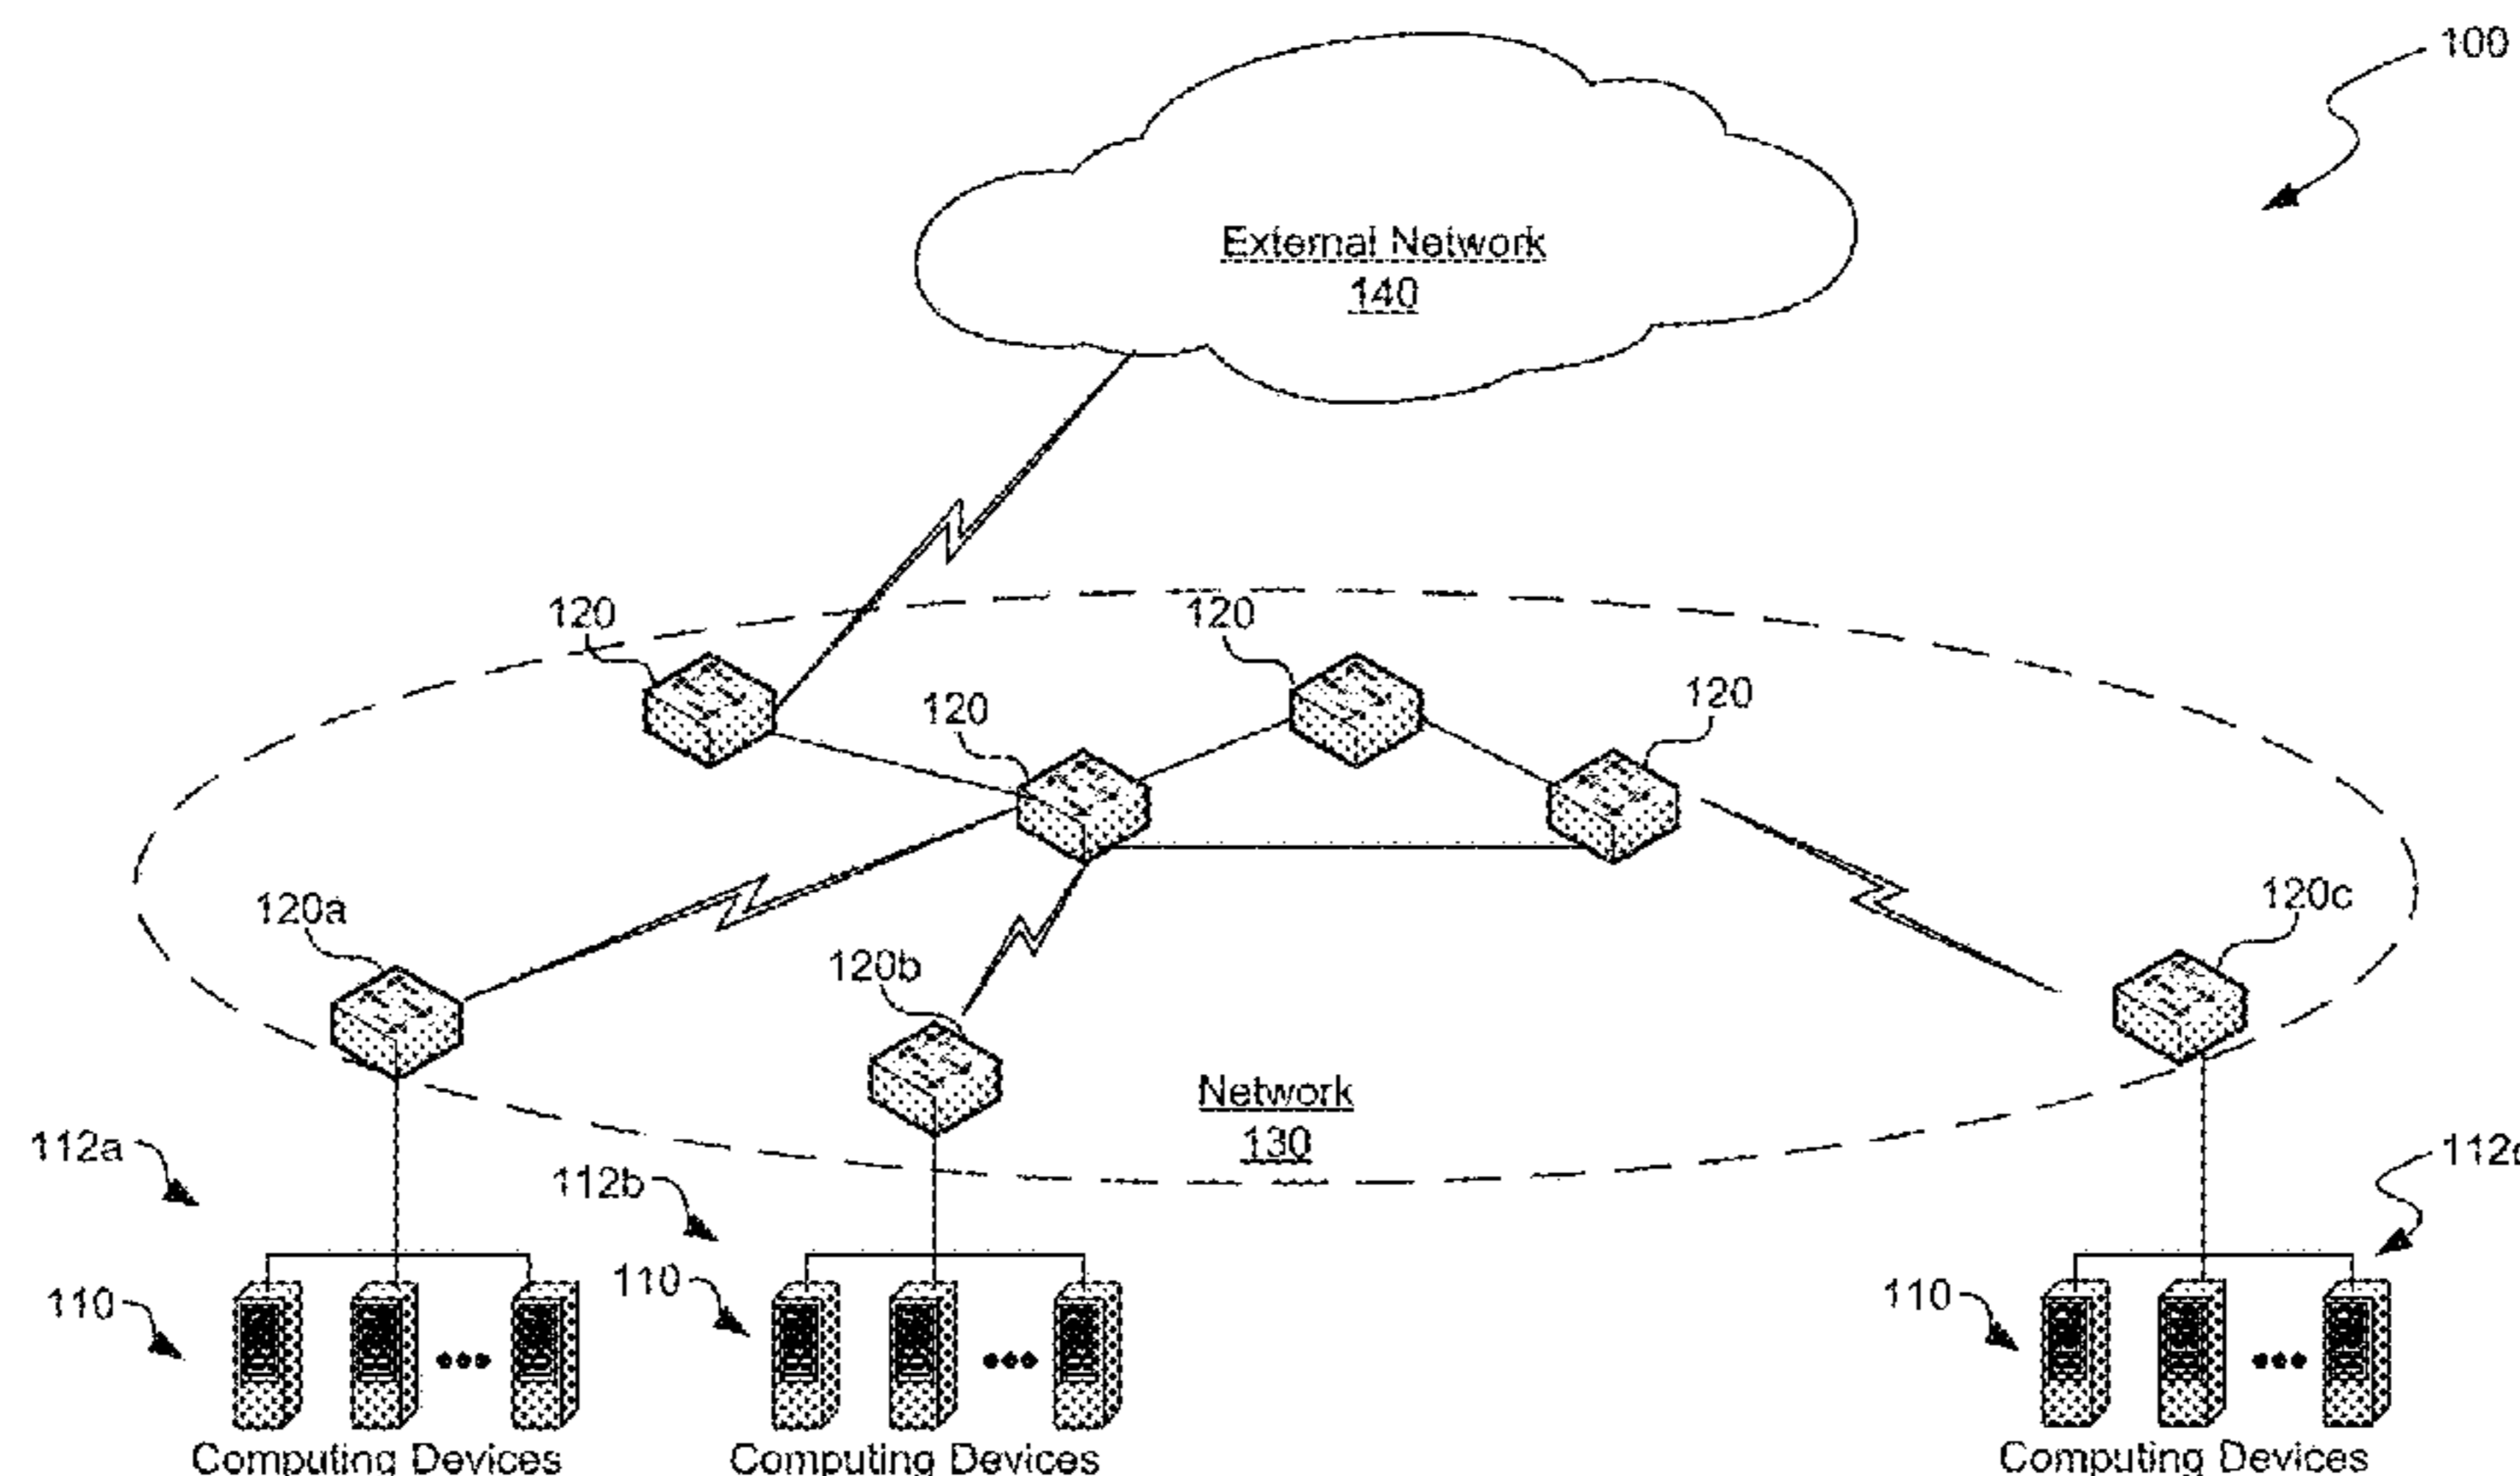 100
External Network
140
120
120
120
120
120a
120b
120c
Network
130
112a
112b
110
110
110
Computing Devices
Computing Devices
Computing Devices